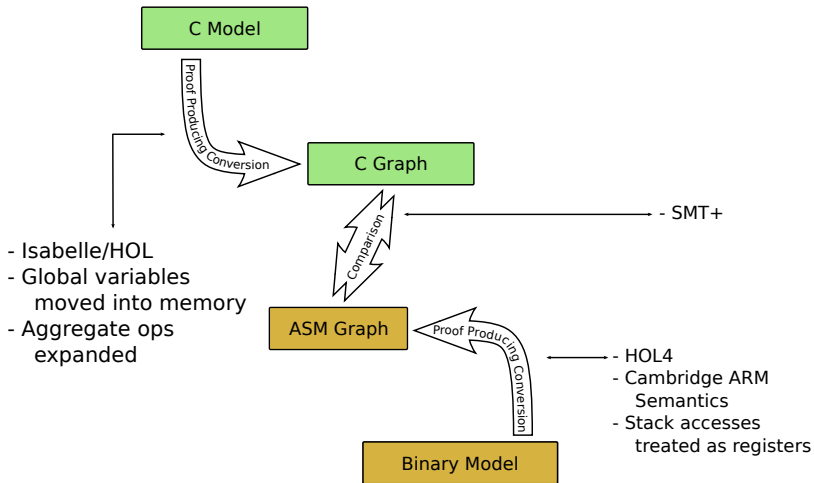 C Model
Proof Producing Conversion
C Graph
- SMT+
Comparison
- Isabelle/HOL
- Global variables
moved into memory
- Aggregate ops
expanded
ASM Graph
Proof Producing Conversion
- HOL4
- Cambridge ARM
Semantics
- Stack accesses
treated as registers
Binary Model